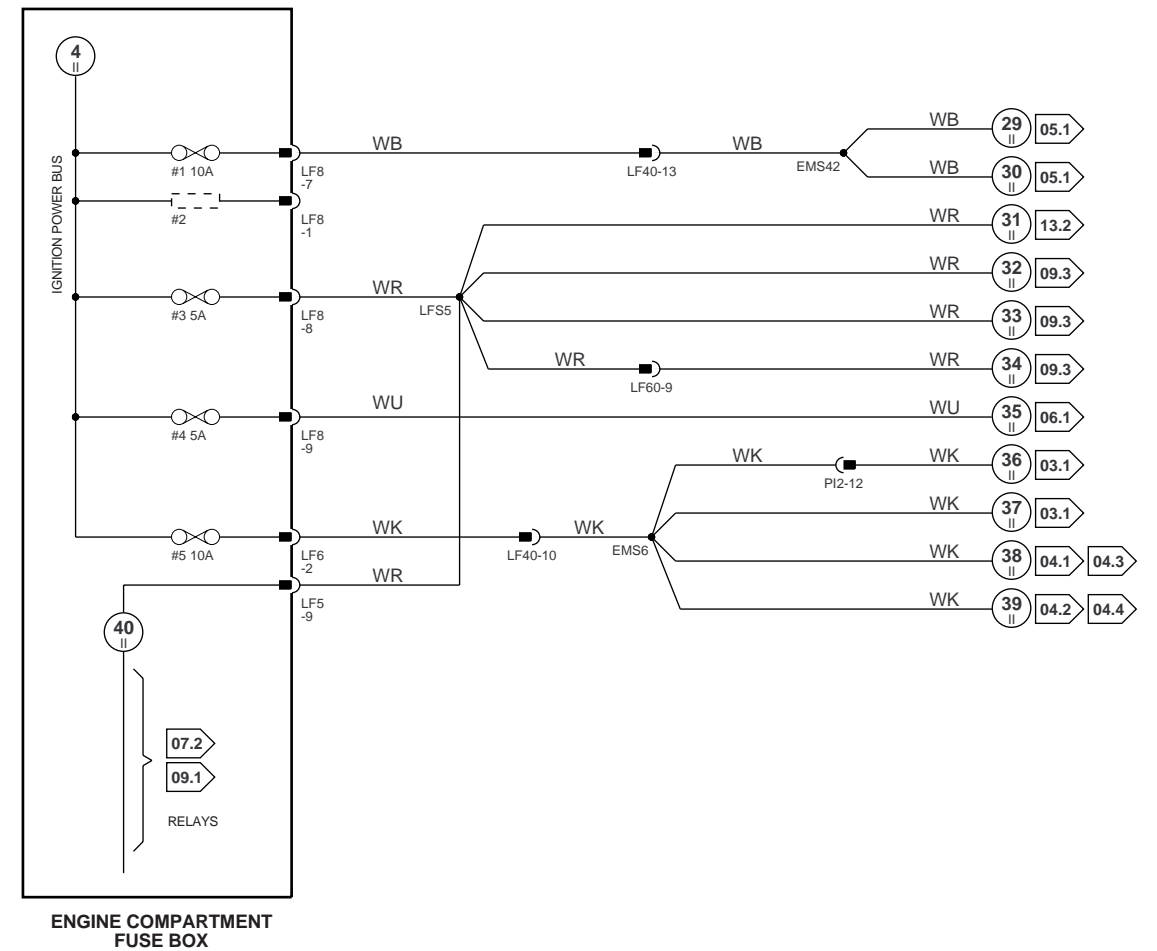 4
II
IGNITION POWER BUS
#1 10A
LF8
-7
WB
LF40-13
WB
EMS42
WB
29
II
05.1
WB
30
II
05.1
#2
LF8
-1
WR
31
II
13.2
WR
32
II
09.3
#3 5A
LF8
-8
WR
LFS5
WR
33
II
09.3
WR
LF60-9
WR
34
II
09.3
#4 5A
LF8
-9
WU
WU
35
II
06.1
WK
PI2-12
WK
36
II
03.1
WK
37
II
03.1
#5 10A
LF6
-2
WK
LF40-10
WK
EMS6
WK
38
II
04.1
04.3
WR
LF5
-9
WK
39
II
04.2
04.4
40
II
07.2
09.1
RELAYS
ENGINE COMPARTMENT
FUSE BOX